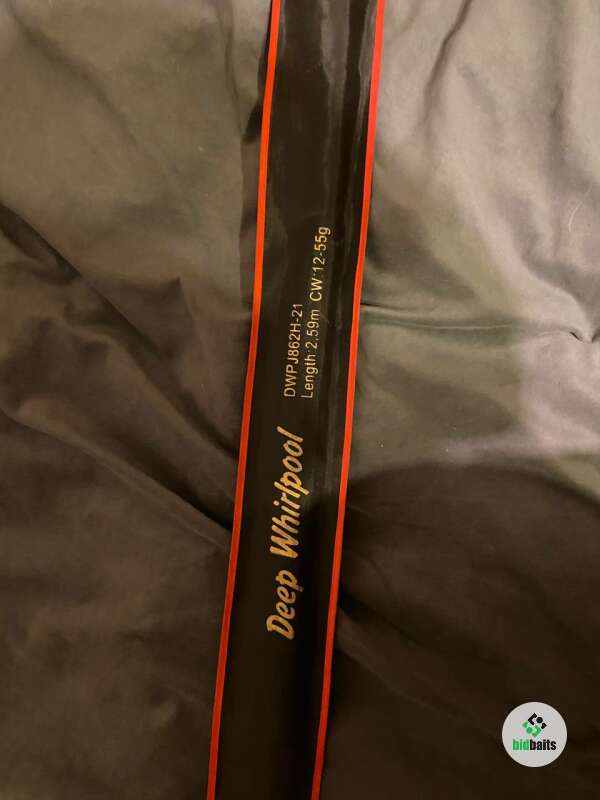 Deep Whirlpool
DWPJ862H-21
Length:2.59m CW:12-55g
bidbaits